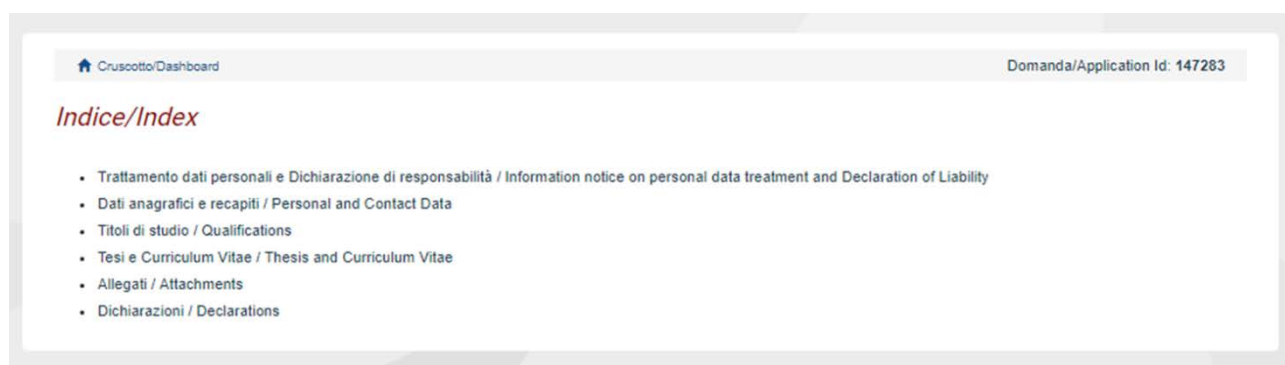 Cruscotto/Dashboard Domanda/Application Id: 147283
Indice/Index
• Trattamento dati personali e Dichiarazione di responsabilità / Information notice on personal data treatment and Declaration of Liability
• Dati anagrafici e recapiti / Personal and Contact Data
• Titoli di studio / Qualifications
• Tesi e Curriculum Vitae / Thesis and Curriculum Vitae
• Allegati / Attachments
• Dichiarazioni / Declarations